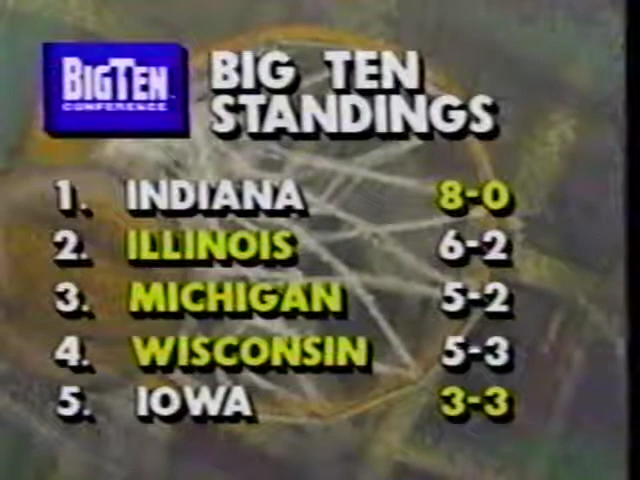 BIGTEN
CONFERENCE
BIG TEN
STANDINGS
1. INDIANA 8-0
2. ILLINOIS 6-2
3. MICHIGAN 5-2
4. WISCONSIN 5-3
5. IOWA 3-3